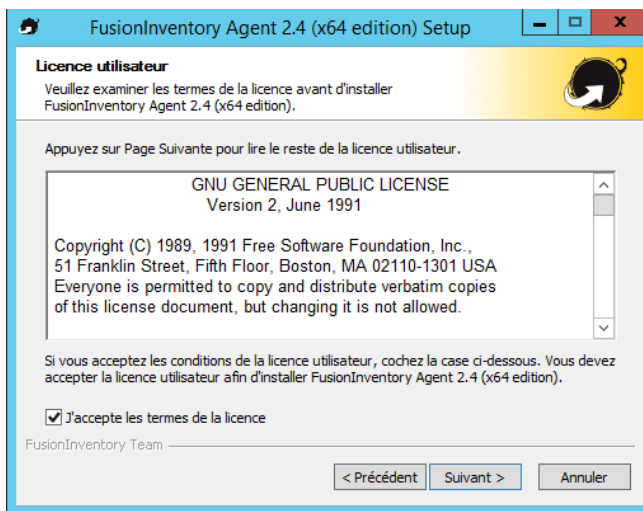 FusionInventory Agent 2.4 (x64 edition) Setup
Licence utilisateur
Veuillez examiner les termes de la licence avant d'installer
FusionInventory Agent 2.4 (x64 edition).
Appuyez sur Page Suivante pour lire le reste de la licence utilisateur.
GNU GENERAL PUBLIC LICENSE
Version 2, June 1991
Copyright (C) 1989, 1991 Free Software Foundation, Inc.,
51 Franklin Street, Fifth Floor, Boston, MA 02110-1301 USA
Everyone is permitted to copy and distribute verbatim copies
of this license document, but changing it is not allowed.
Si vous acceptez les conditions de la licence utilisateur, cochez la case ci-dessous. Vous devez
accepter la licence utilisateur afin d'installer FusionInventory Agent 2.4 (x64 edition).
J'accepte les termes de la licence
FusionInventory Team
< Précédent Suivant > Annuler